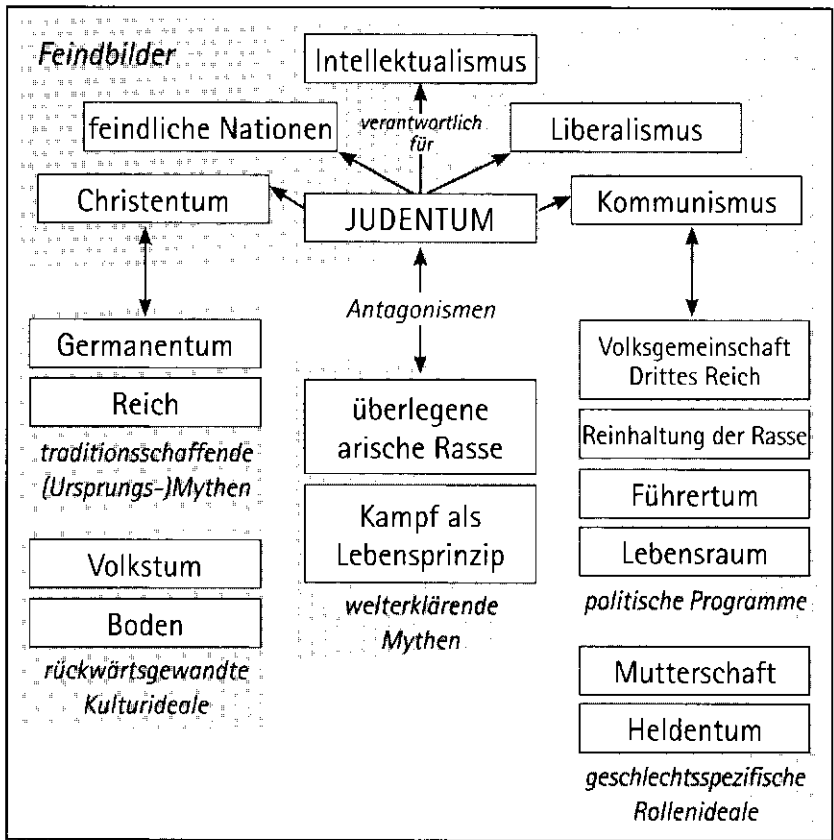 Feindbilder
Intellektualismus
feindliche Nationen
verantwortlich
für
Liberalismus
Christentum
JUDENTUM
Kommunismus
Antagonismen
Germanentum
Reich
traditionsschaffende
(Ursprungs-)Mythen
Volkstum
Boden
rückwärtsgewandte
Kulturideale
überlegene
arische Rasse
Kampf als
Lebensprinzip
welterklärende
Mythen
Volksgemeinschaft
Drittes Reich
Reinhaltung der Rasse
Führertum
Lebensraum
politische Programme
Mutterschaft
Heldentum
geschlechtsspezifische
Rollenideale